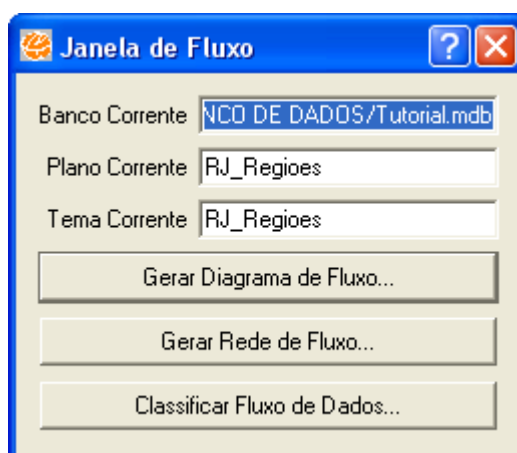 Janela de Fluxo
Banco Corrente NCO DE DADOS/Tutorial.mdb
Plano Corrente RJ_Regioes
Tema Corrente RJ_Regioes
Gerar Diagrama de Fluxo...
Gerar Rede de Fluxo...
Classificar Fluxo de Dados...